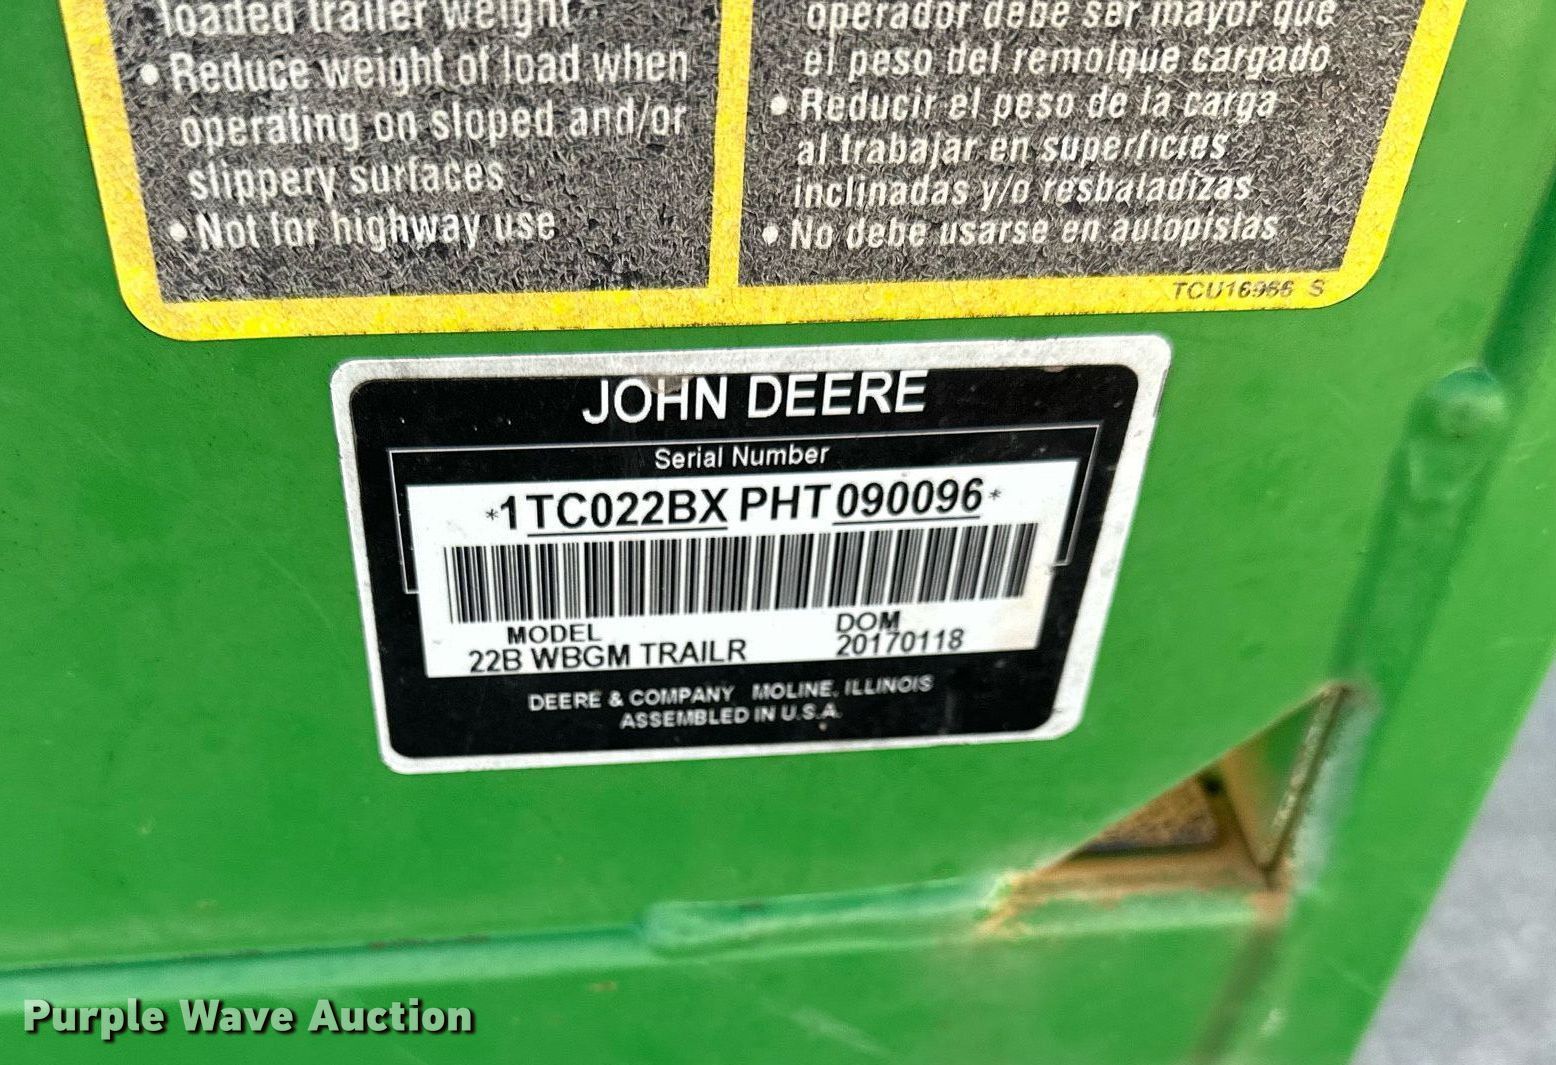 loaded trailer weight
• Reduce weight of load when
operating on sloped and/or
slippery surfaces
• Not for highway use
operador debe ser mayor que
el peso del remolque cargado
• Reducir el peso de la carga
al trabajar en superficies
inclinadas y/o resbaladizas
• No debe usarse en autopistas
TCU16966 S
JOHN DEERE
Serial Number
*1TC022BXPHT090096*
MODEL
22B WBGM TRAILR
DOM
20170118
DEERE & COMPANY MOLINE, ILLINOIS
ASSEMBLED IN U.S.A.
Purple Wave Auction